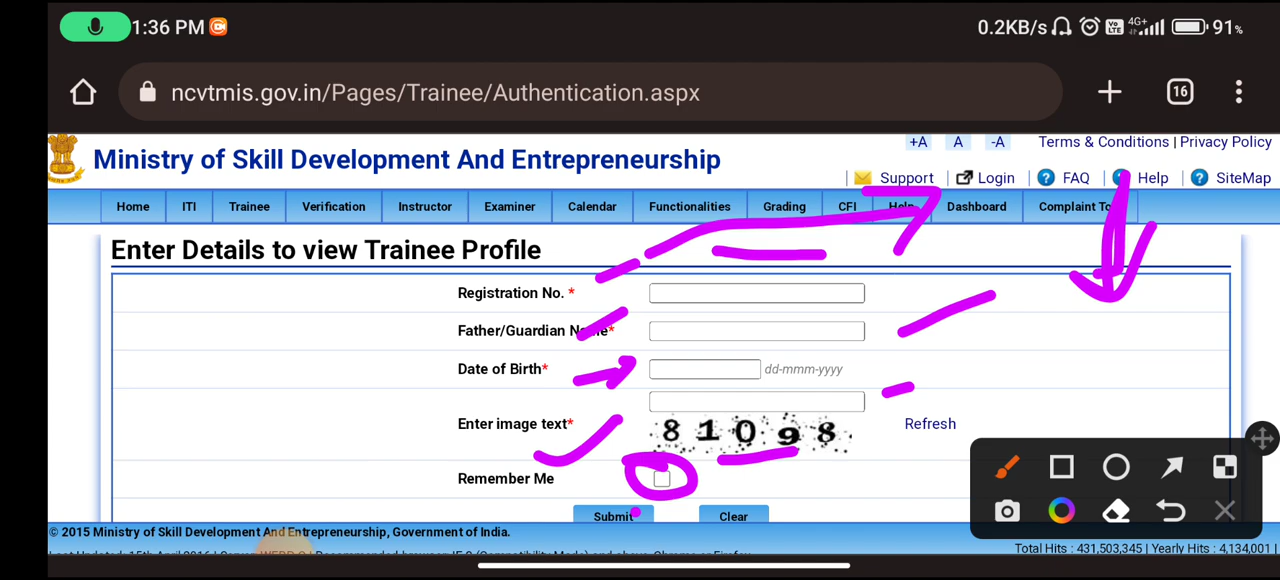 1:36 PM 0.2KB/s Vo LTE 4G+ 91%
ncvtmis.gov.in/Pages/Trainee/Authentication.aspx + 16
+A A -A Terms & Conditions | Privacy Policy
Ministry of Skill Development And Entrepreneurship
| Support | Login ? FAQ | Help | ? SiteMap
Home ITI Trainee Verification Instructor Examiner Calendar Functionalities Grading CFI Help Dashboard Complaint
Enter Details to view Trainee Profile
Registration No. *
Father/Guardian Name*
Date of Birth* dd-mmm-yyyy
Enter image text* 81098 Refresh
Remember Me
Submit Clear
© 2015 Ministry of Skill Development And Entrepreneurship, Government of India.
Total Hits : 431,503,345 | Yearly Hits : 4,134,001 |